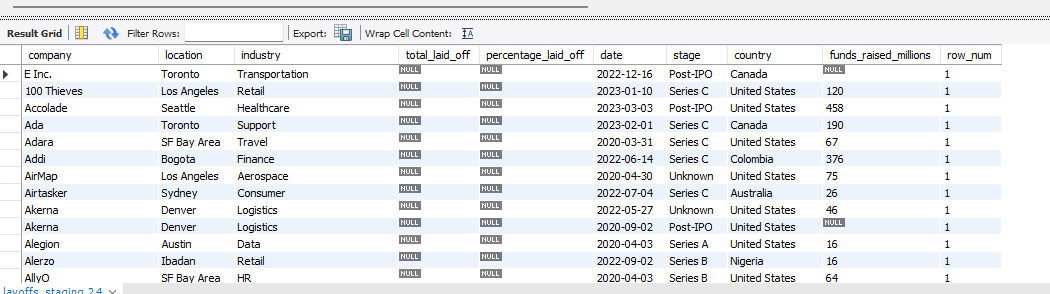 Result Grid Filter Rows: Export: Wrap Cell Content: IA
company location industry total_laid_off percentage_laid_off date stage country funds_raised_millions row_num
E Inc. Toronto Transportation NULL NULL 2022-12-16 Post-IPO Canada NULL 1
100 Thieves Los Angeles Retail NULL NULL 2023-01-10 Series C United States 120 1
Accolade Seattle Healthcare NULL NULL 2023-03-03 Post-IPO United States 458 1
Ada Toronto Support NULL NULL 2023-02-01 Series C Canada 190 1
Adara SF Bay Area Travel NULL NULL 2020-03-31 Series C United States 67 1
Addi Bogota Finance NULL NULL 2022-06-14 Series C Colombia 376 1
AirMap Los Angeles Aerospace NULL NULL 2020-04-30 Unknown United States 75 1
Airtasker Sydney Consumer NULL NULL 2022-07-04 Series C Australia 26 1
Akerna Denver Logistics NULL NULL 2022-05-27 Unknown United States 46 1
Akerna Denver Logistics NULL NULL 2020-09-02 Post-IPO United States NULL 1
Alegion Austin Data NULL NULL 2020-04-03 Series A United States 16 1
Alerzo Ibadan Retail NULL NULL 2022-09-02 Series B Nigeria 16 1
AllyO SF Bay Area HR NULL NULL 2020-04-03 Series B United States 64 1
layoffs_staging_2 4